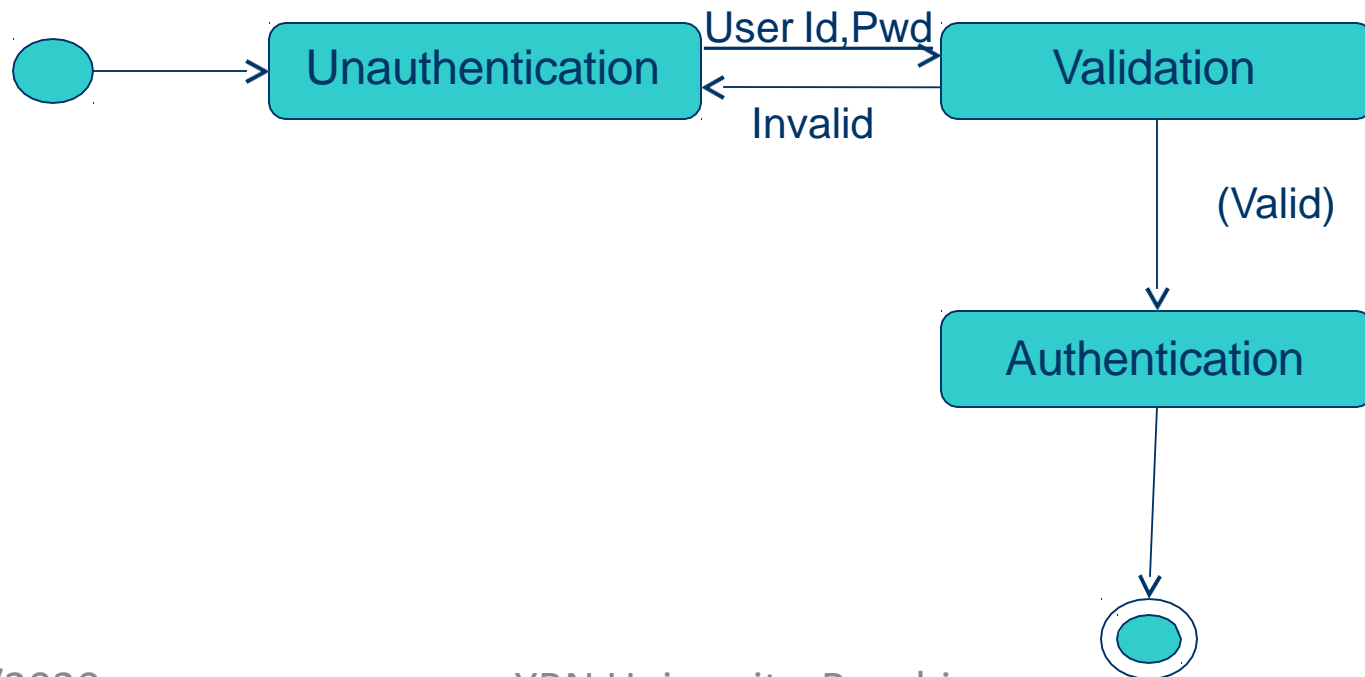 User Id,Pwd
Unauthentication
Validation
Invalid
(Valid)
Authentication